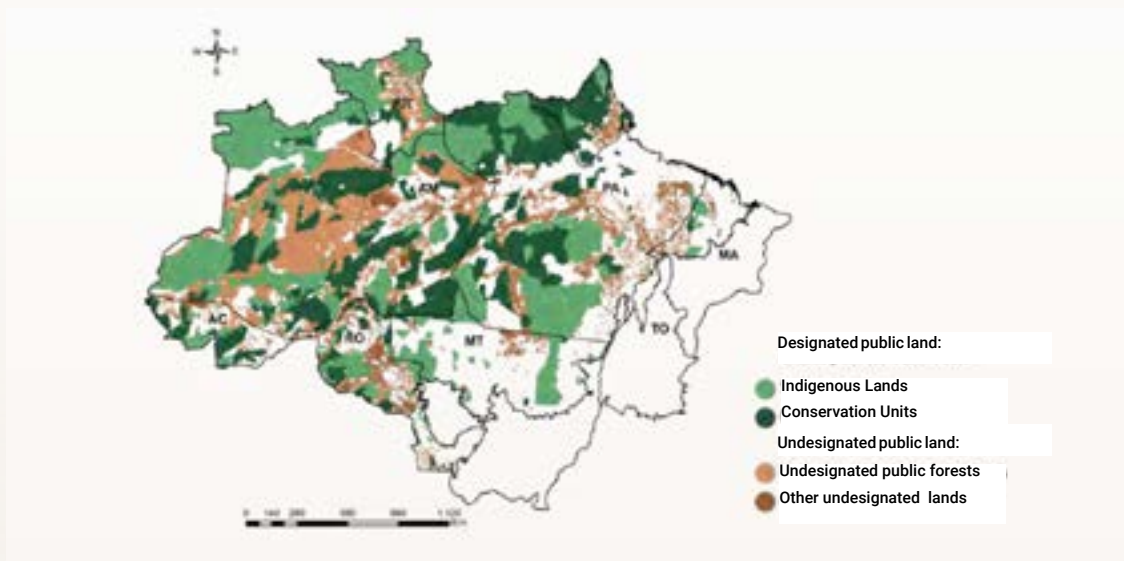 N
AM
PA
MA
AC
RO
MT
TO
Designated public land:
Indigenous Lands
Conservation Units
Undesignated public land:
Undesignated public forests
Other undesignated lands
0